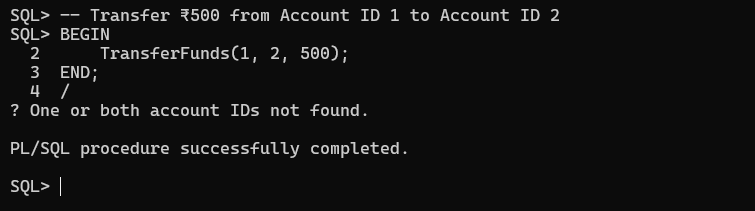 SQL> -- Transfer ₹500 from Account ID 1 to Account ID 2
SQL> BEGIN
  2      TransferFunds(1, 2, 500);
  3  END;
  4  /
? One or both account IDs not found.

PL/SQL procedure successfully completed.

SQL>